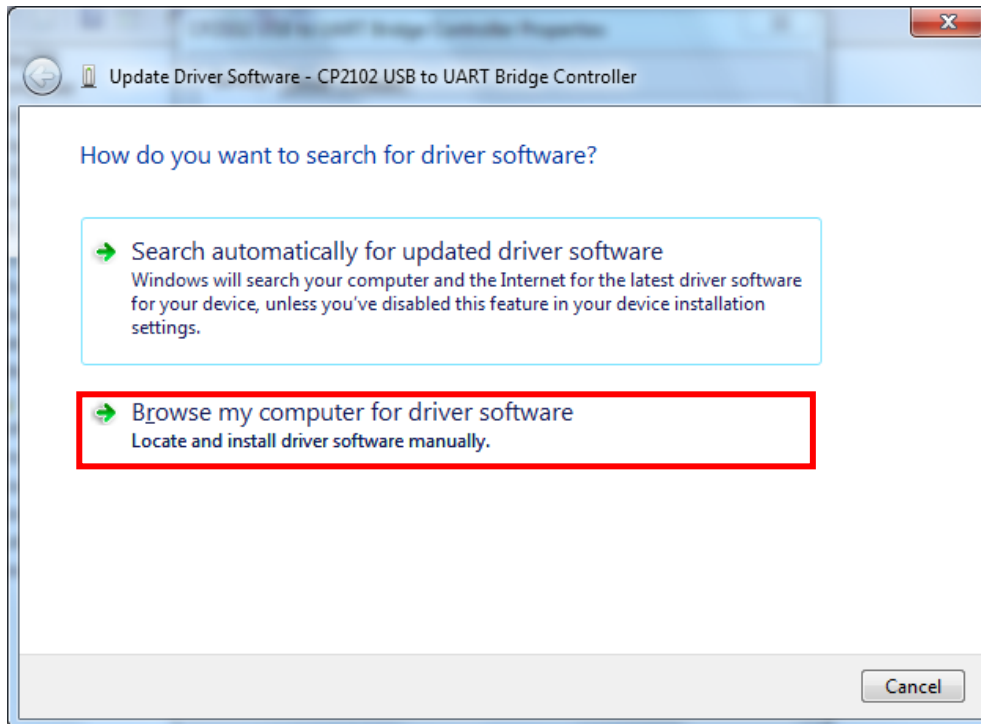 Update Driver Software - CP2102 USB to UART Bridge Controller
How do you want to search for driver software?
Search automatically for updated driver software
Windows will search your computer and the Internet for the latest driver software
for your device, unless you've disabled this feature in your device installation
settings.
Browse my computer for driver software
Locate and install driver software manually.
Cancel